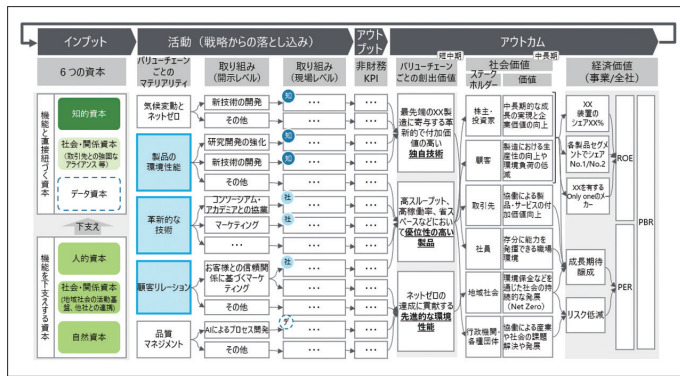 インプット
活動（戦略からの落とし込み）
アウト
プット
アウトカム
6つの資本
バリューチェーン
ごとの
マテリアリティ
取り組み
（開示レベル）
取り組み
（現場レベル）
非財務
KPI
短中期
バリューチェーン
ごとの創出価値
社会価値
中長期
ステーク
ホルダー
価値
経済価値
（事業/全社）
機能と直接紐づく資本
知的資本
社会・関係資本
（取引先との強固な
アライアンス 等）
データ資本
下支え
機能を下支えする資本
人的資本
社会・関係資本
（地域社会の活動基
盤、他社との連携）
自然資本
気候変動と
ネットゼロ
製品の
環境性能
革新的な
技術
顧客リレーション
品質
マネジメント
新技術の開発
その他
研究開発の強化
新技術の開発
その他
コンソーシアム・
アカデミアとの協業
マーケティング
・・・
お客様との信頼関
係に基づくマーケ
ティング
その他
AIによるプロセス開発
その他
知
・・・
・・・
知
・・・
知
・・・
・・・
社
・・・
・・・
・・・
社
・・・
・・・
デ
・・・
・・・
・・・
・・・
・・・
・・・
・・・
・・・
・・・
・・・
・・・
・・・
・・・
・・・
最先端のXX製
造に寄与する革
新的で付加価
値の高い
独自技術
高スループット、
高稼働率、省ス
ペースなどにおい
て優位性の高い
製品
ネットゼロの
達成に貢献する
先進的な環境
性能
株主・
投資家
中長期的な成
長の実現と企
業価値の向上
顧客
製造における生
産性の向上や
環境負荷の低
減
取引先
協働による製
品・サービスの付
加価値向上
社員
存分に能力を
発揮できる職場
環境
地域社会
環境保全などを
通じた社会の持
続的な発展
（Net Zero）
行政機関・
各種団体
協働による産業
や社会の課題
解決や発展
XX
装置の
シェアXX%
各製品セグメ
ントでシェア
No.1/No.2
XXを有する
Only oneのメー
カー
成長期待
醸成
リスク低減
ROE
PER
PBR